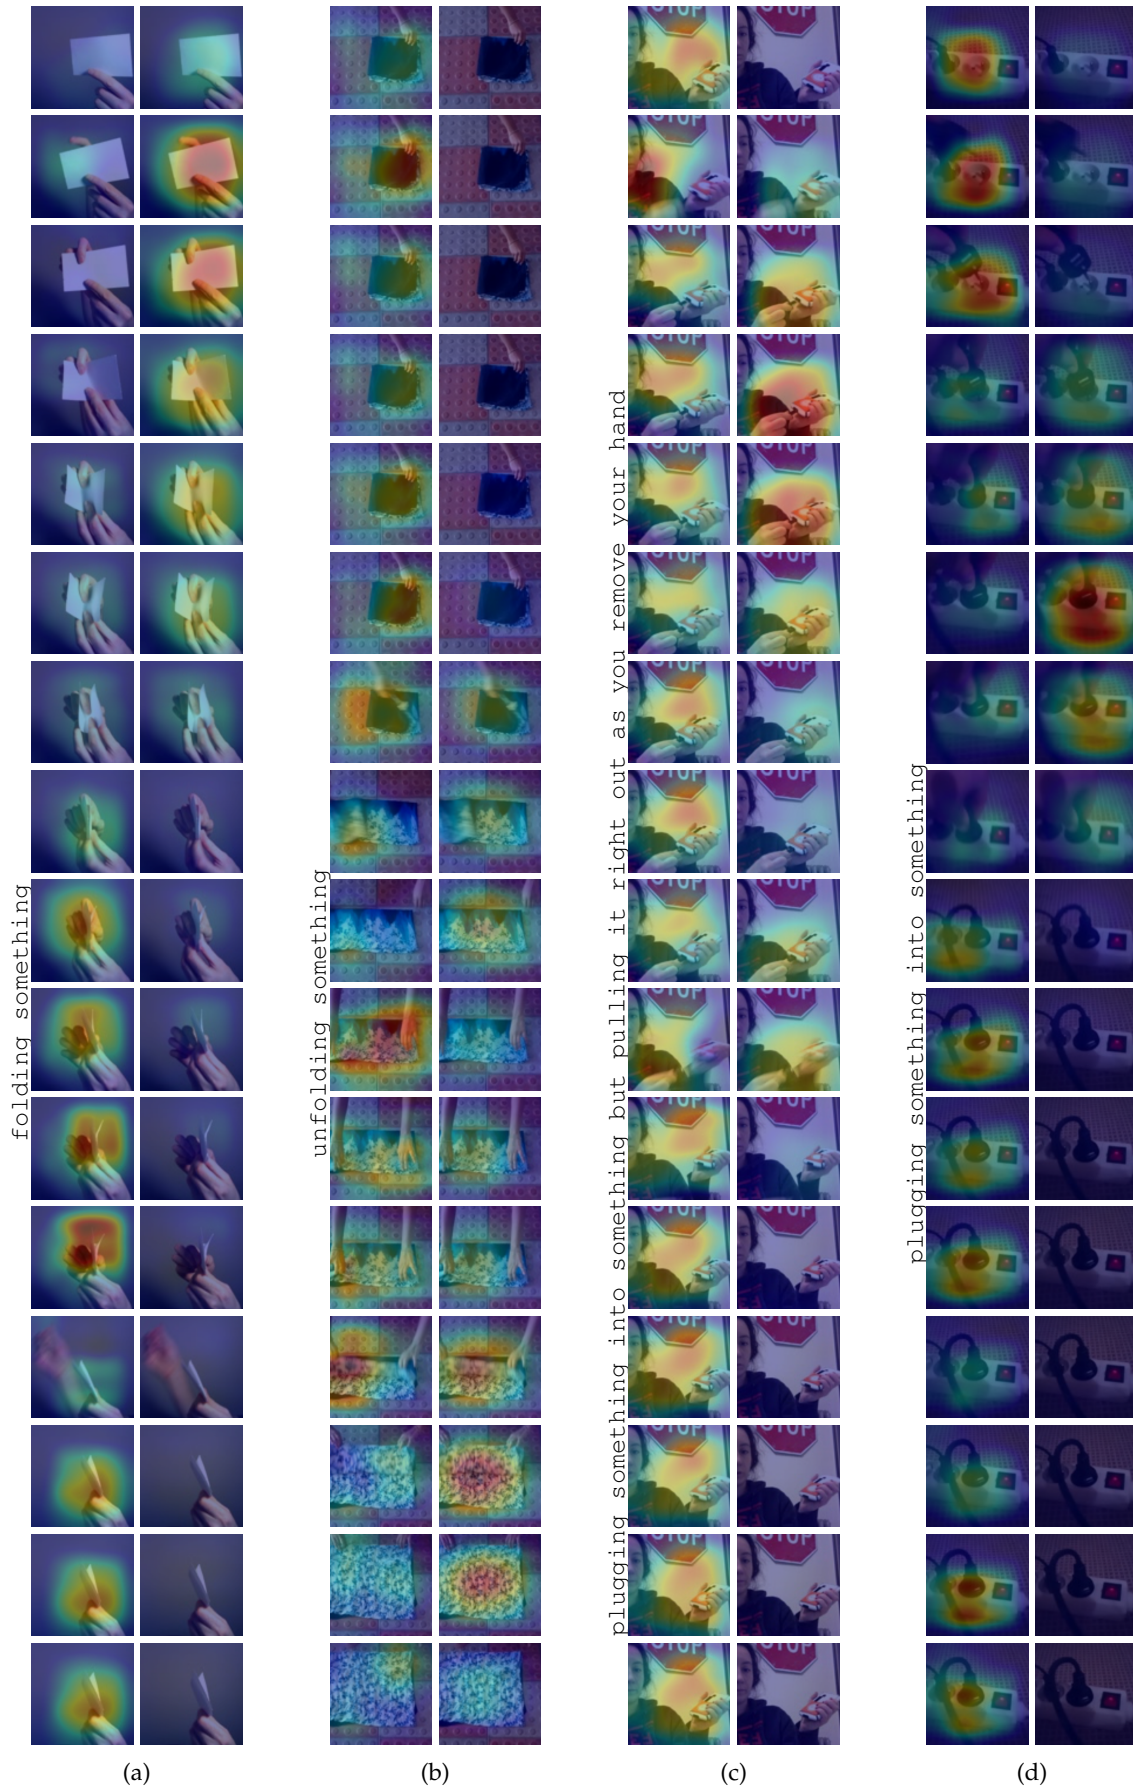 folding something
unfolding something
plugging something into something but pulling it right out as you remove your hand
plugging something into something
STOP
(a)
(b)
(c)
(d)